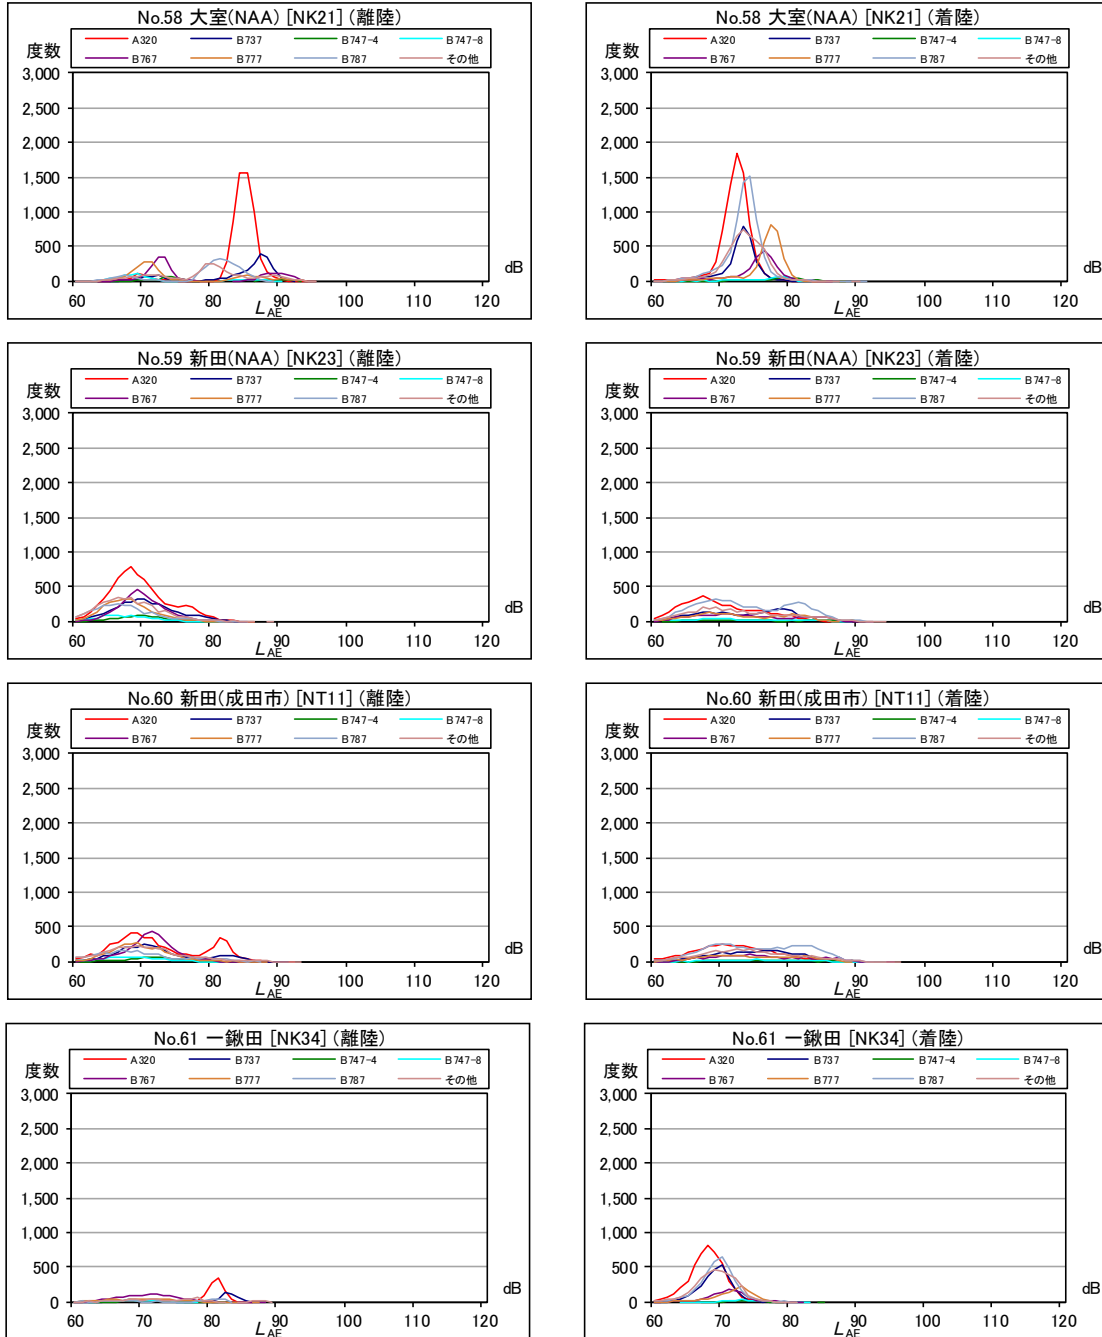 No.58 大室(NAA) [NK21] (離陸)
度数
A320 B737 B747-4 B747-8
B767 B777 B787 その他
3,000
2,500
2,000
1,500
1,000
500
0
dB
60 70 80 90 100 110 120
LAE
No.58 大室(NAA) [NK21] (着陸)
度数
A320 B737 B747-4 B747-8
B767 B777 B787 その他
3,000
2,500
2,000
1,500
1,000
500
0
dB
60 70 80 90 100 110 120
LAE
No.59 新田(NAA) [NK23] (離陸)
度数
A320 B737 B747-4 B747-8
B767 B777 B787 その他
3,000
2,500
2,000
1,500
1,000
500
0
dB
60 70 80 90 100 110 120
LAE
No.59 新田(NAA) [NK23] (着陸)
度数
A320 B737 B747-4 B747-8
B767 B777 B787 その他
3,000
2,500
2,000
1,500
1,000
500
0
dB
60 70 80 90 100 110 120
LAE
No.60 新田(成田市) [NT11] (離陸)
度数
A320 B737 B747-4 B747-8
B767 B777 B787 その他
3,000
2,500
2,000
1,500
1,000
500
0
dB
60 70 80 90 100 110 120
LAE
No.60 新田(成田市) [NT11] (着陸)
度数
A320 B737 B747-4 B747-8
B767 B777 B787 その他
3,000
2,500
2,000
1,500
1,000
500
0
dB
60 70 80 90 100 110 120
LAE
No.61 一鍬田 [NK34] (離陸)
度数
A320 B737 B747-4 B747-8
B767 B777 B787 その他
3,000
2,500
2,000
1,500
1,000
500
0
dB
60 70 80 90 100 110 120
LAE
No.61 一鍬田 [NK34] (着陸)
度数
A320 B737 B747-4 B747-8
B767 B777 B787 その他
3,000
2,500
2,000
1,500
1,000
500
0
dB
60 70 80 90 100 110 120
LAE